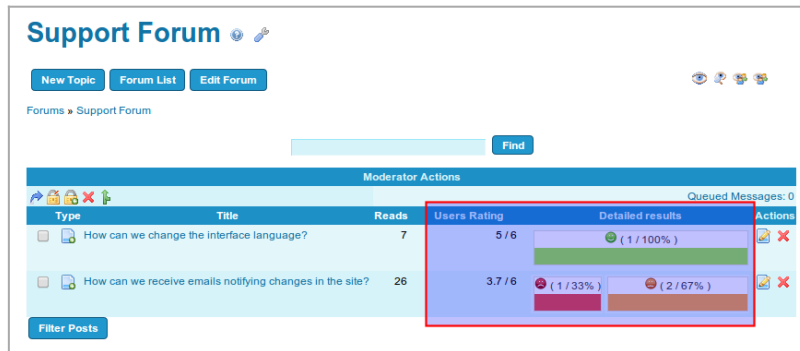 Support Forum
New Topic Forum List Edit Forum
Forums » Support Forum
Find
Moderator Actions
Queued Messages: 0
Type Title Reads Users Rating Detailed results Actions
How can we change the interface language? 7 5 / 6 ( 1 / 100% )
How can we receive emails notifying changes in the site? 26 3.7 / 6 ( 1 / 33% ) ( 2 / 67% )
Filter Posts